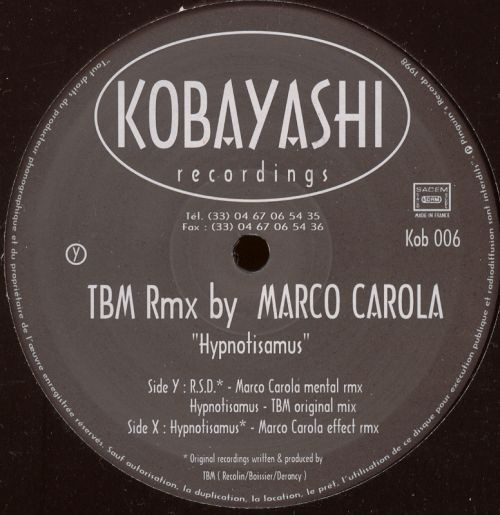 KOBAYASHI
recordings
Tél. (33) 04 67 06 54 35
Fax : (33) 04 67 06 54 36
SACEM
SDRM
MADE IN FRANCE
Kob 006
Y
TBM Rmx by MARCO CAROLA
"Hypnotisamus"
Side Y : R.S.D.* - Marco Carola mental rmx
Hypnotisamus - TBM original mix
Side X : Hypnotisamus* - Marco Carola effect rmx
* Original recordings written & produced by
TBM ( Recolin/Boissier/Derancy )
"Tout droits du producteur phonographique et du propriétaire de l'œuvre enregistrée réservés. Sauf autorisation, la duplication, la location, le prêt, l'utilisation de ce disque pour exécution publique et radiodiffusion sont interdits. ℗ Pinguin' Records 1998